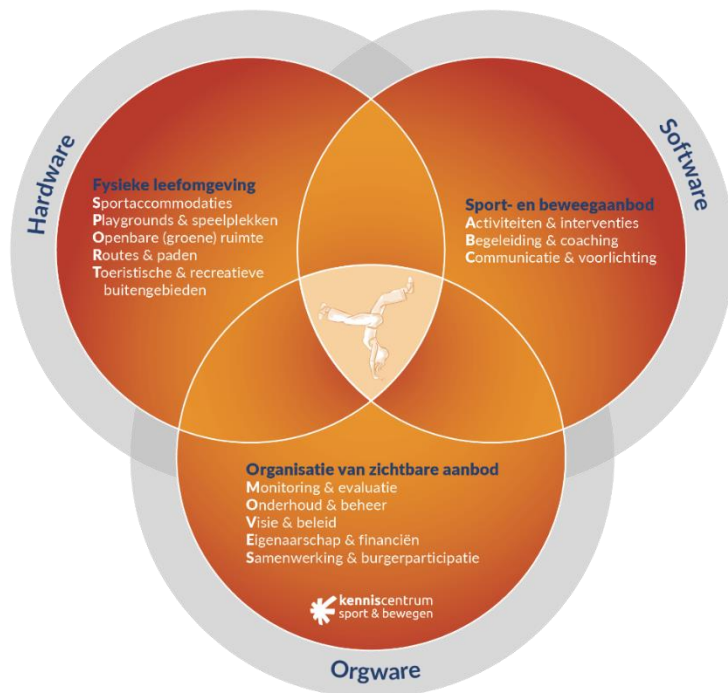 Hardware
Fysieke leefomgeving
Sportaccommodaties
Playgrounds & speelplekken
Openbare (groene) ruimte
Routes & paden
Toeristische & recreatieve
buitengebieden
Software
Sport- en beweegaanbod
Activiteiten & interventies
Begeleiding & coaching
Communicatie & voorlichting
Organisatie van zichtbare aanbod
Monitoring & evaluatie
Onderhoud & beheer
Visie & beleid
Eigenaarschap & financiën
Samenwerking & burgerparticipatie
kenniscentrum
sport & bewegen
Orgware